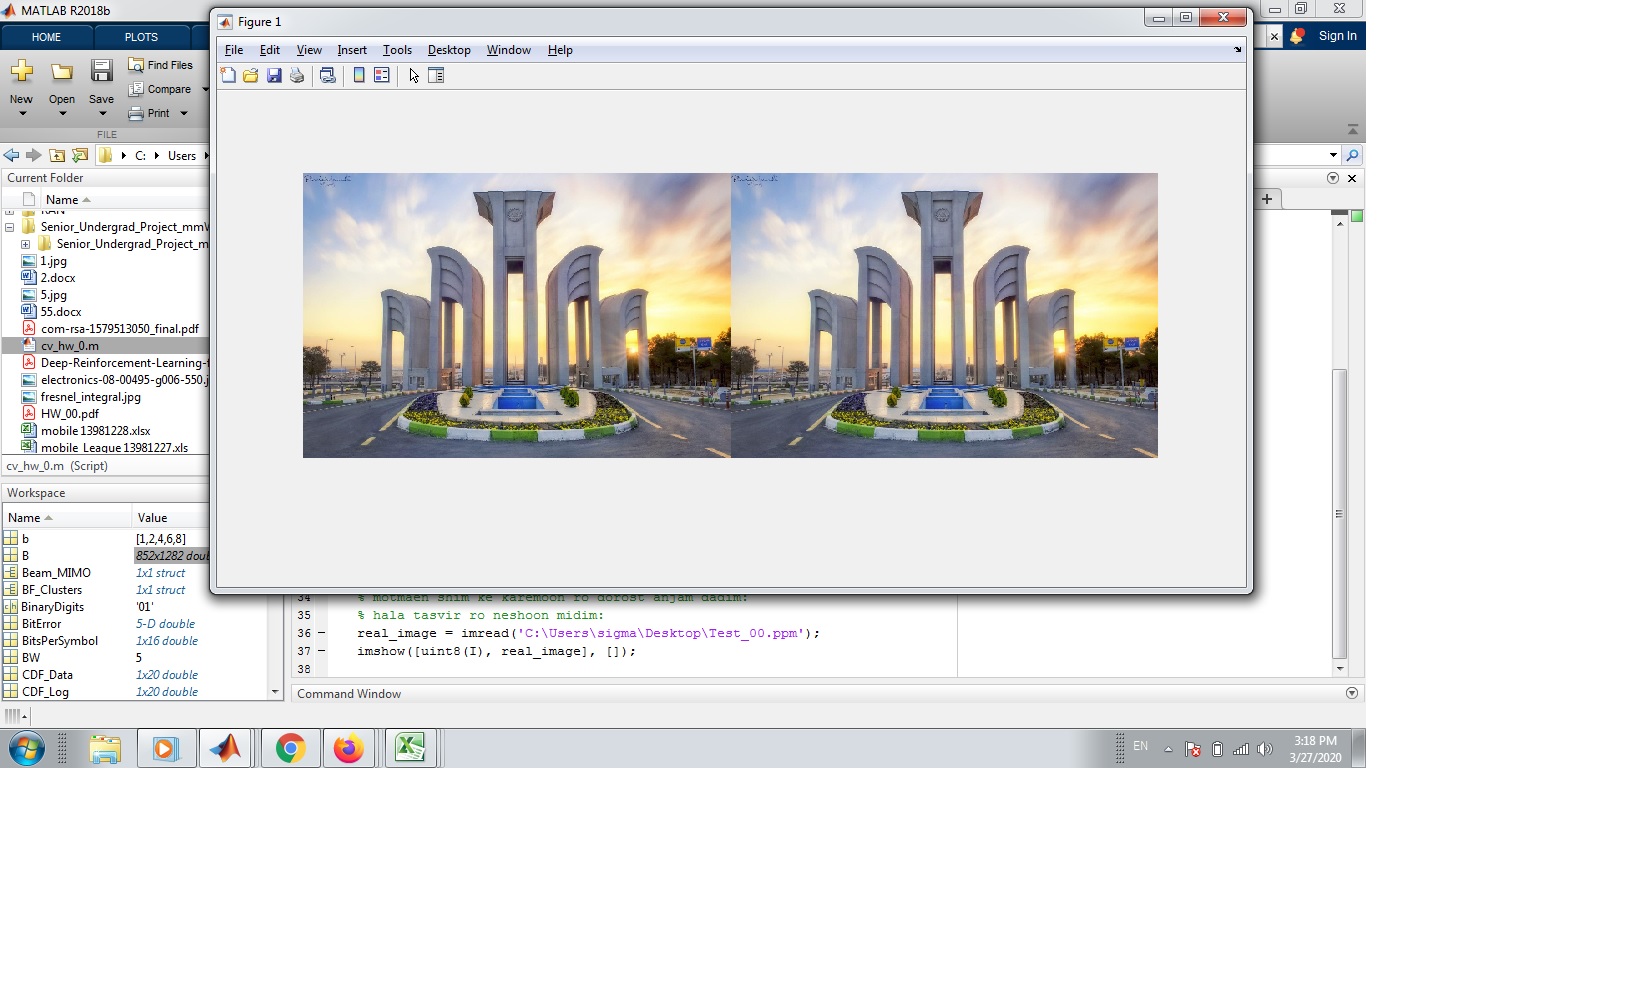 MATLAB R2018b
Figure 1
HOME
PLOTS
File Edit View Insert Tools Desktop Window Help
Sign In
New
Open
Save
Find Files
Compare
Print
FILE
C: Users
Current Folder
Name
RAN
Senior_Undergrad_Project_mmW
Senior_Undergrad_Project_m
1.jpg
2.docx
5.jpg
55.docx
com-rsa-1579513050_final.pdf
cv_hw_0.m
Deep-Reinforcement-Learning-
electronics-08-00495-g006-550.j
fresnel_integral.jpg
HW_00.pdf
mobile 13981228.xlsx
mobile League 13981227.xls
cv_hw_0.m (Script)
Workspace
Name Value
b [1,2,4,6,8]
B 852x1282 doul
Beam_MIMO 1x1 struct
BF_Clusters 1x1 struct
BinaryDigits '01'
BitError 5-D double
BitsPerSymbol 1x16 double
BW 5
CDF_Data 1x20 double
CDF_Log 1x20 double
34 % motmaen shim ke karemoon ro dorost anjam dadim:
35 % hala tasvir ro neshoon midim:
36 – real_image = imread('C:\Users\sigma\Desktop\Test_00.ppm');
37 – imshow([uint8(I), real_image], []);
38
Command Window
EN
3:18 PM
3/27/2020